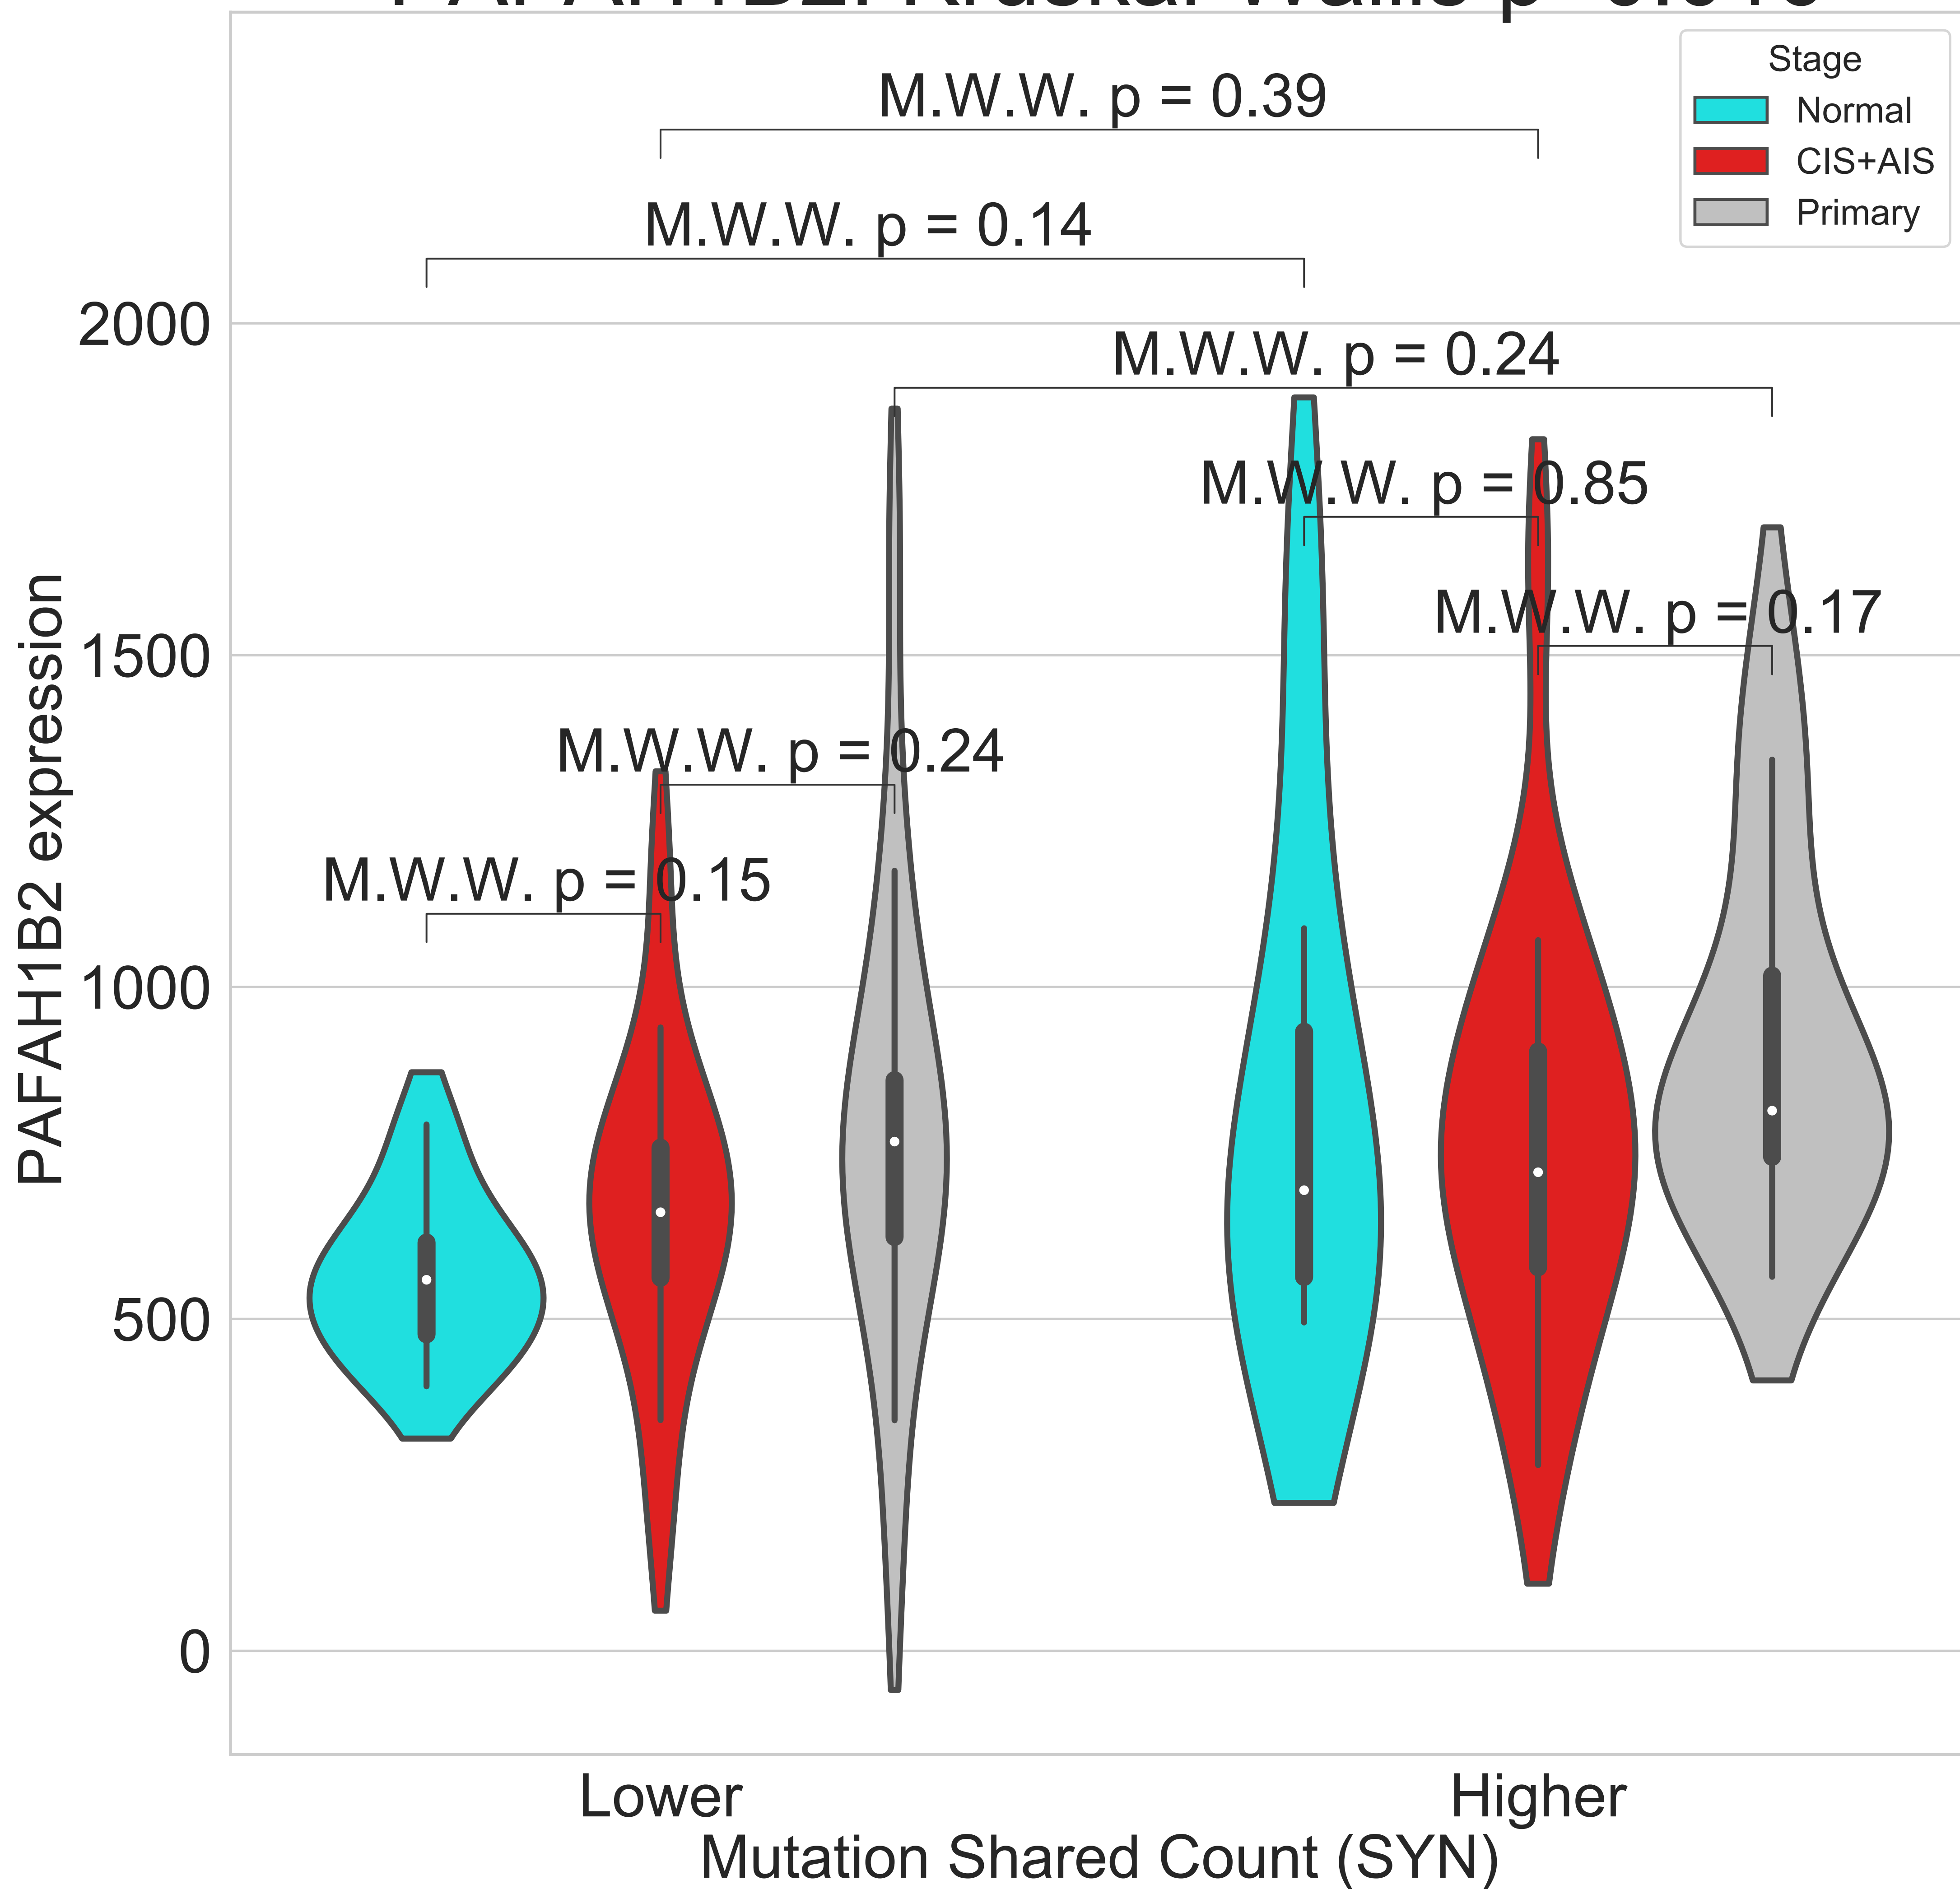 Stage
Normal
CIS+AIS
Primary
M.W.W. p = 0.39
M.W.W. p = 0.14
M.W.W. p = 0.24
M.W.W. p = 0.85
M.W.W. p = 0.17
M.W.W. p = 0.24
M.W.W. p = 0.15
PAFAH1B2 expression
2000
1500
1000
500
0
Lower
Higher
Mutation Shared Count (SYN)